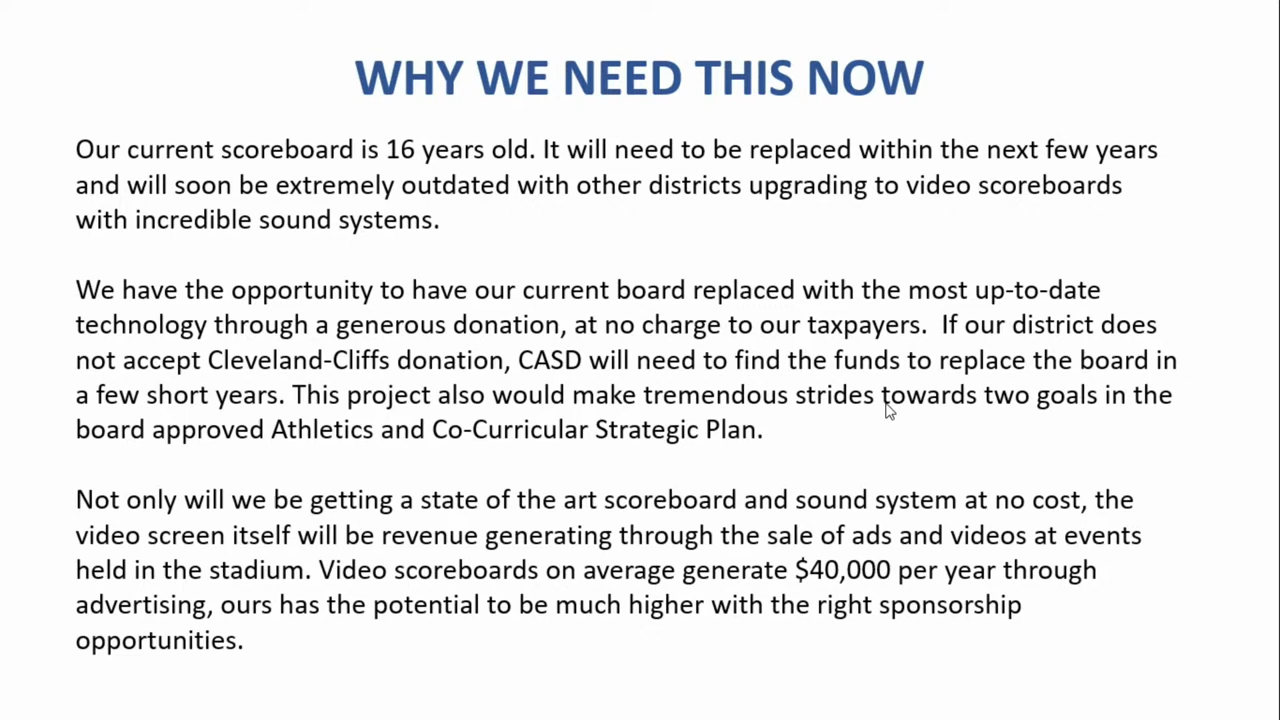 WHY WE NEED THIS NOW
Our current scoreboard is 16 years old. It will need to be replaced within the next few years
and will soon be extremely outdated with other districts upgrading to video scoreboards
with incredible sound systems.
We have the opportunity to have our current board replaced with the most up-to-date
technology through a generous donation, at no charge to our taxpayers.  If our district does
not accept Cleveland-Cliffs donation, CASD will need to find the funds to replace the board in
a few short years. This project also would make tremendous strides towards two goals in the
board approved Athletics and Co-Curricular Strategic Plan.
Not only will we be getting a state of the art scoreboard and sound system at no cost, the
video screen itself will be revenue generating through the sale of ads and videos at events
held in the stadium. Video scoreboards on average generate $40,000 per year through
advertising, ours has the potential to be much higher with the right sponsorship
opportunities.